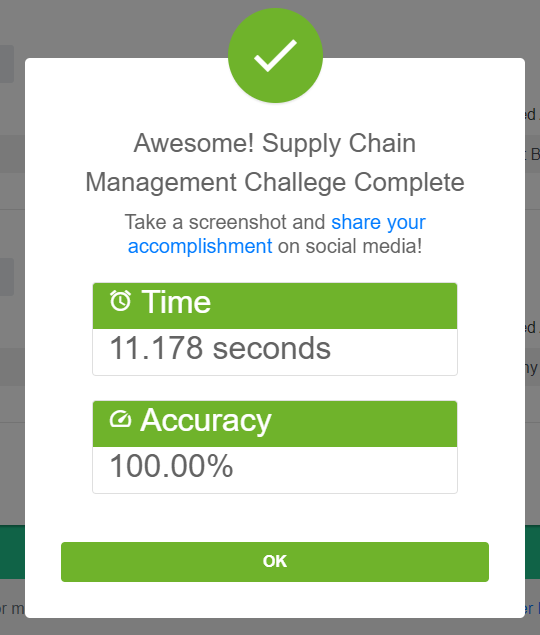 Awesome! Supply Chain
Management Challege Complete
Take a screenshot and share your
accomplishment on social media!
Time
11.178 seconds
Accuracy
100.00%
OK